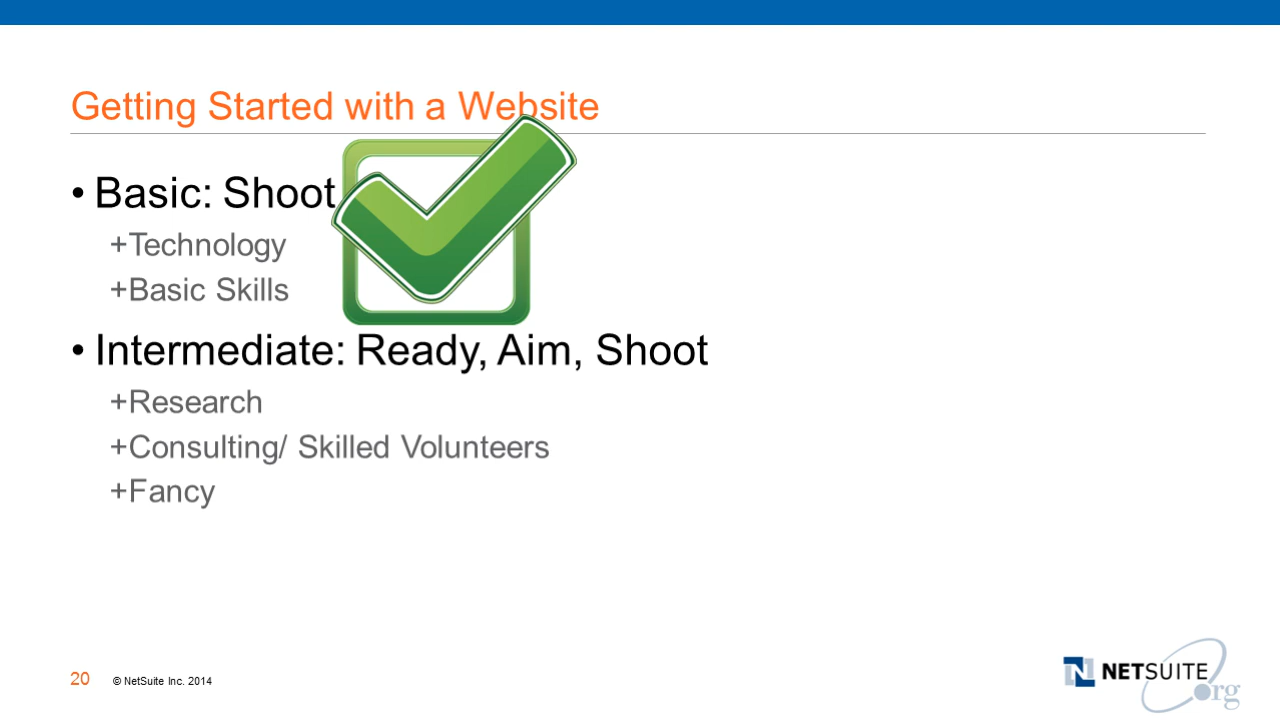 Getting Started with a Website
• Basic: Shoot
+Technology
+Basic Skills
• Intermediate: Ready, Aim, Shoot
+Research
+Consulting/ Skilled Volunteers
+Fancy
20 © NetSuite Inc. 2014
N NETSUITE
.org